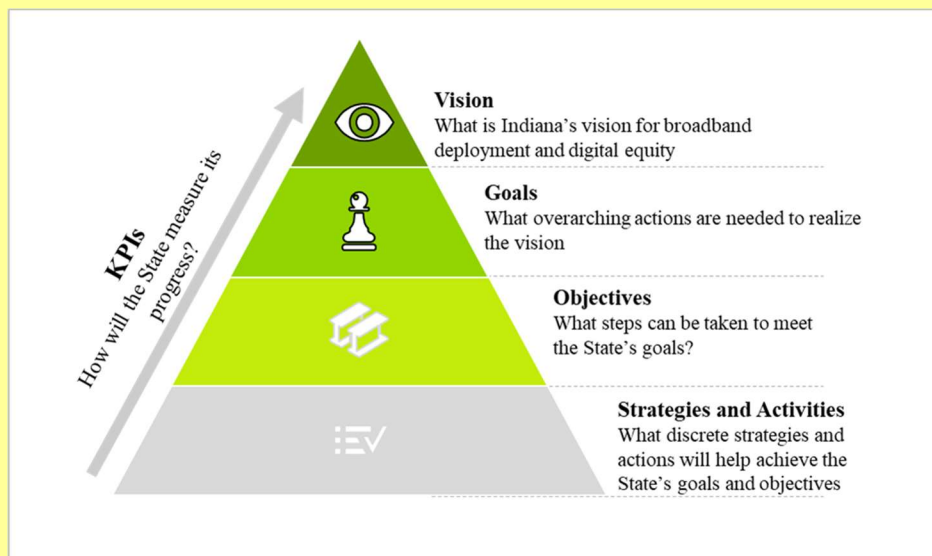 Vision
What is Indiana's vision for broadband
deployment and digital equity
Goals
What overarching actions are needed to realize
the vision
KPIs
How will the State measure its
progress?
Objectives
What steps can be taken to meet
the State's goals?
Strategies and Activities
What discrete strategies and
actions will help achieve the
State's goals and objectives